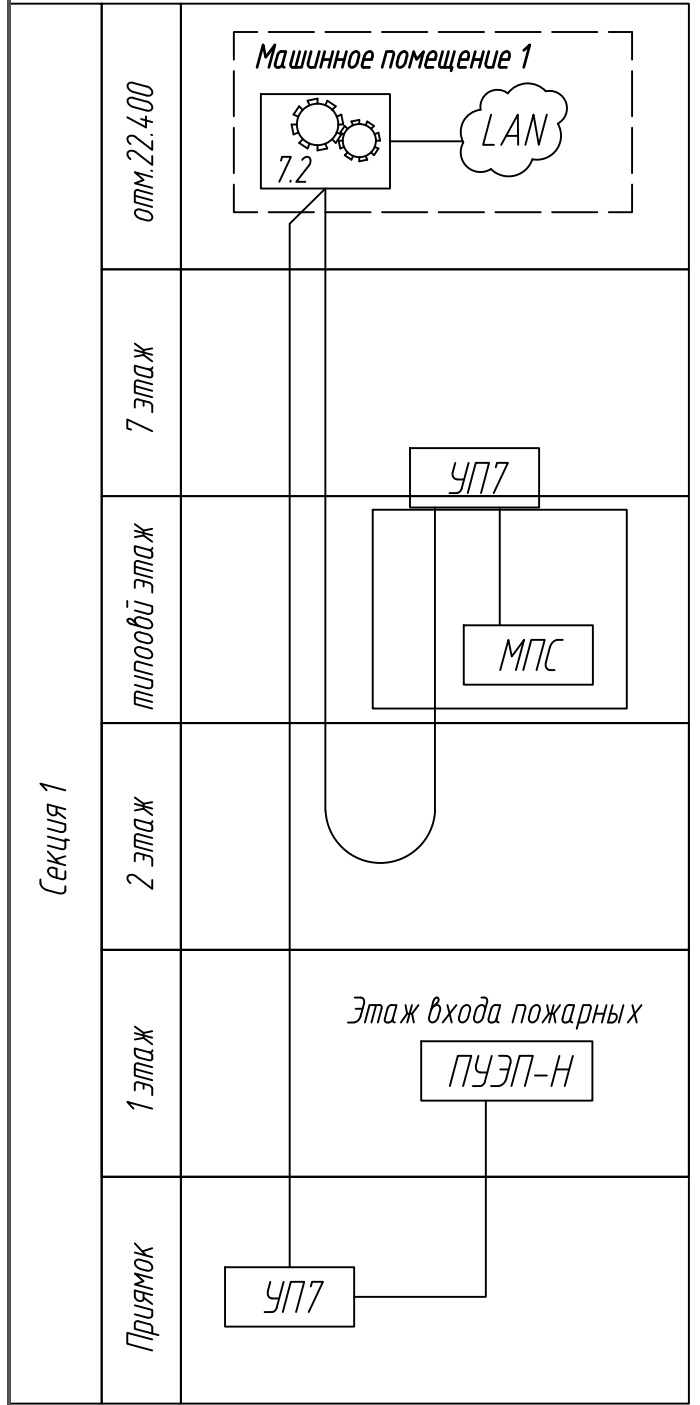 Секция 1
отм.22.400
Машинное помещение 1
7.2
LAN
7 этаж
УП7
типоовй этаж
МПС
2 этаж
1 этаж
Этаж входа пожарных
ПУЭП-Н
Приямок
УП7